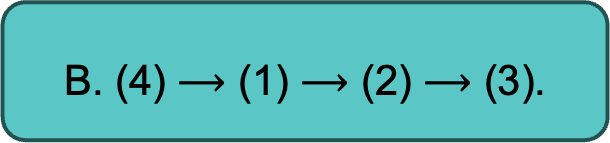 B. (4) ⟶ (1) ⟶ (2) ⟶ (3).